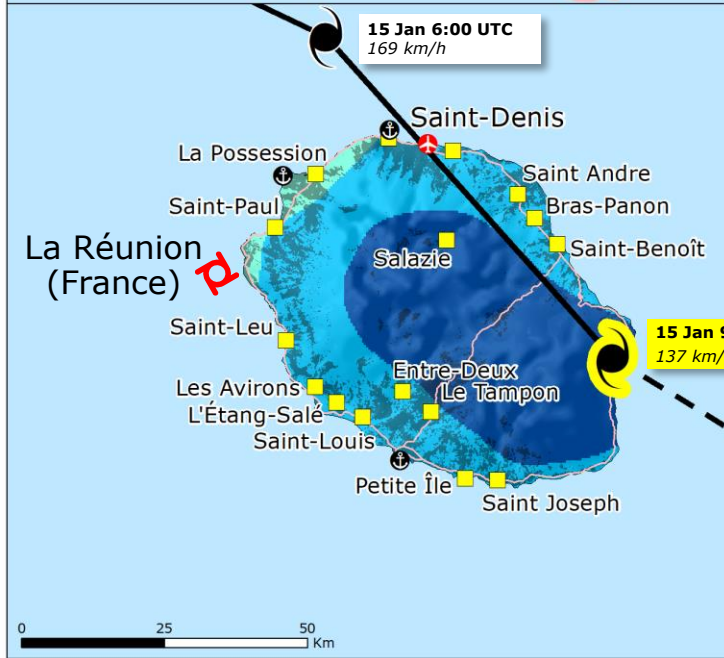 15 Jan 6:00 UTC
169 km/h
Saint-Denis
La Possession
Saint Andre
Saint-Paul
Bras-Panon
La Réunion
(France)
Salazie
Saint-Benoît
Saint-Leu
15 Jan 9
137 km/
Entre-Deux
Les Avirons
Le Tampon
L'Étang-Salé
Saint-Louis
Petite Île
Saint Joseph
0 25 50
Km